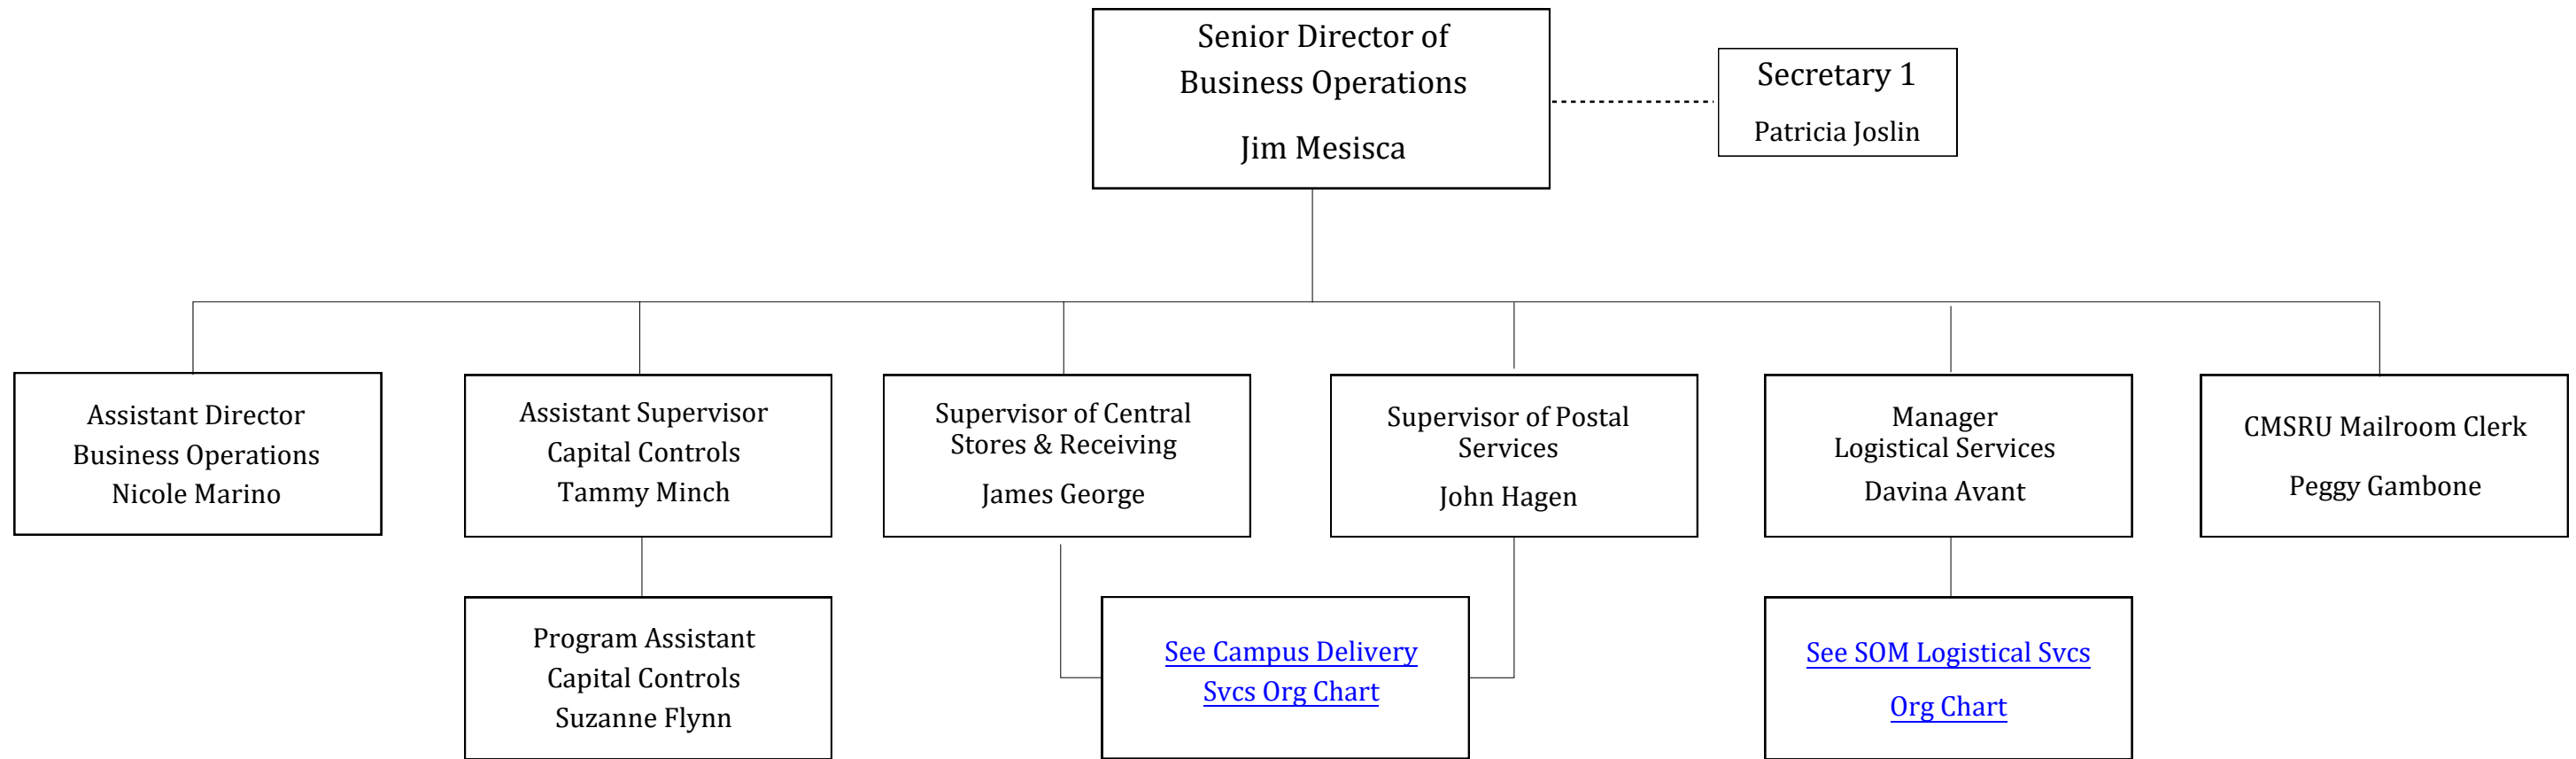 Senior Director of
Business Operations
Jim Mesisca
Secretary 1
Patricia Joslin
Assistant Director
Business Operations
Nicole Marino
Assistant Supervisor
Capital Controls
Tammy Minch
Supervisor of Central
Stores & Receiving
James George
Supervisor of Postal
Services
John Hagen
Manager
Logistical Services
Davina Avant
CMSRU Mailroom Clerk
Peggy Gambone
Program Assistant
Capital Controls
Suzanne Flynn
See Campus Delivery
Svcs Org Chart
See SOM Logistical Svcs
Org Chart